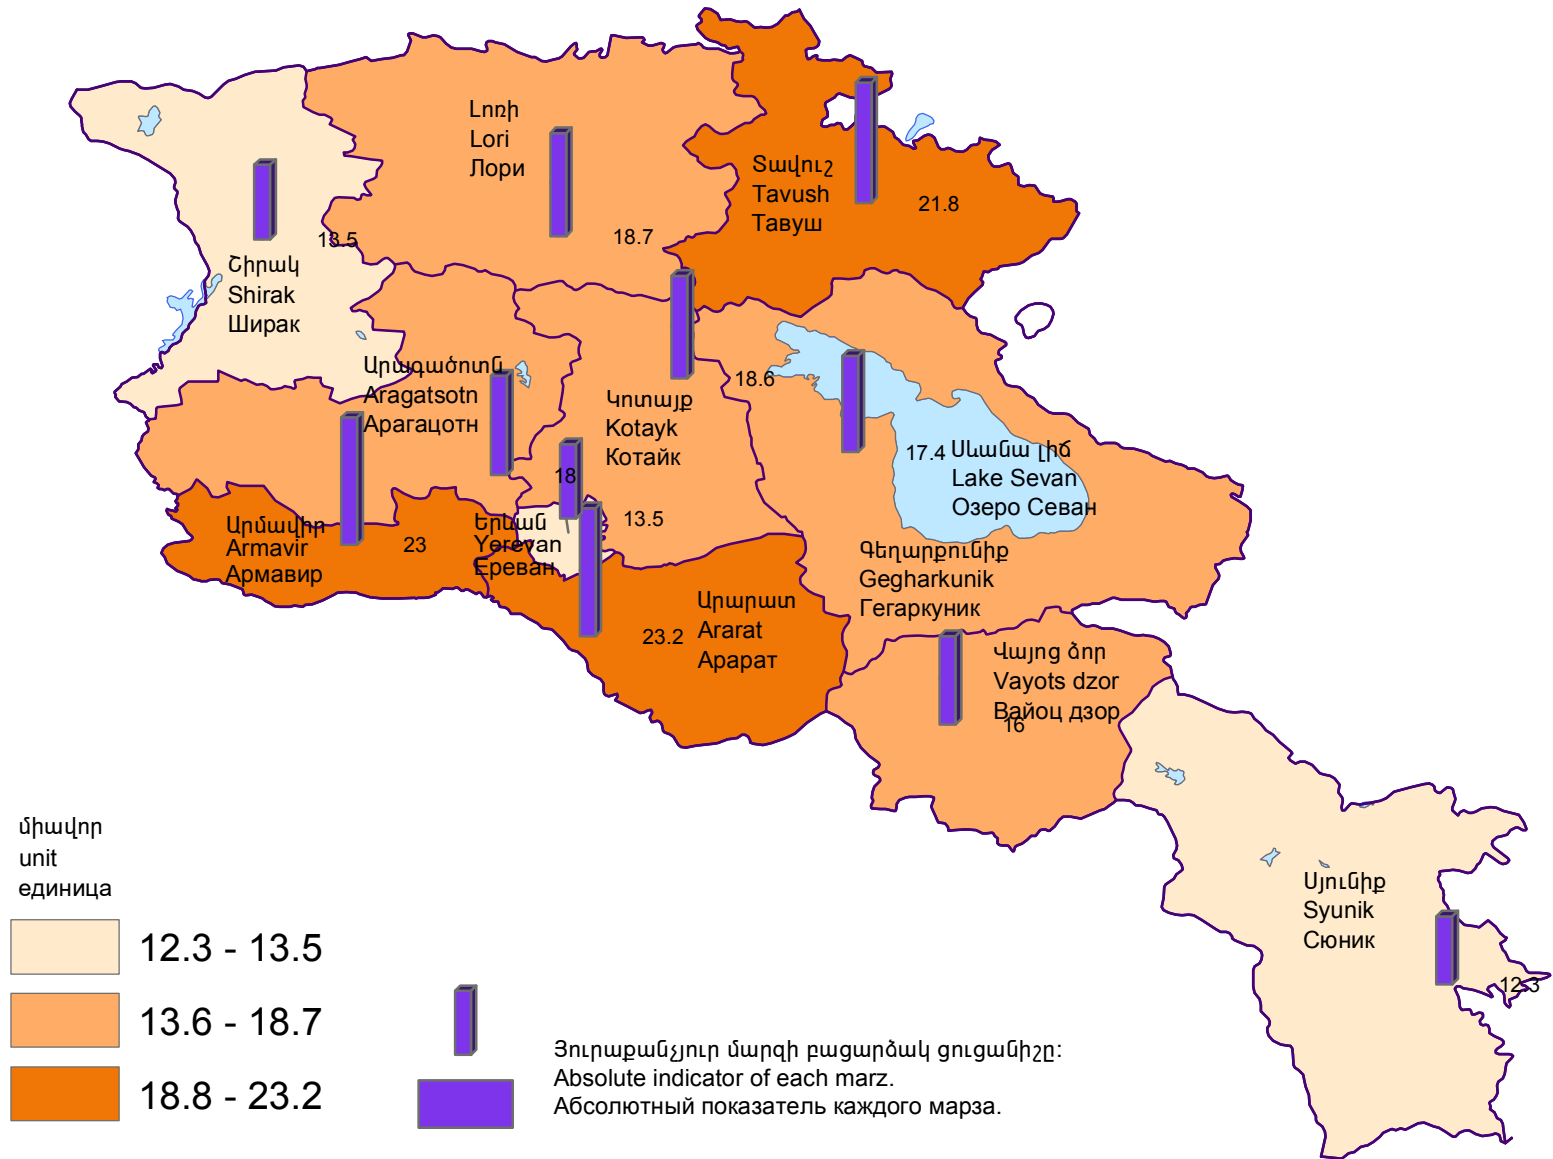 Լոռի
Lori
Лори
18.7
Տավուշ
Tavush
Тавуш
21.8
13.5
Շիրակ
Shirak
Ширак
Արագածոտն
Aragatsotn
Арагацотн
18
18.6
Կոտայք
Kotayk
Котайк
17.4
Սևանա լիճ
Lake Sevan
Озеро Севан
Արմավիր
Armavir
Армавир
23
Երևան
Yerevan
Ереван
13.5
Գեղարքունիք
Gegharkunik
Гегаркуник
23.2
Արարատ
Ararat
Арарат
Վայոց ձոր
Vayots dzor
Вайоц дзор
16
Սյունիք
Syunik
Сюник
12.3
միավոր
unit
единица
12.3 - 13.5
13.6 - 18.7
18.8 - 23.2
Յուրաքանչյուր մարզի բացարձակ ցուցանիշը:
Absolute indicator of each marz.
Абсолютный показатель каждого марза.